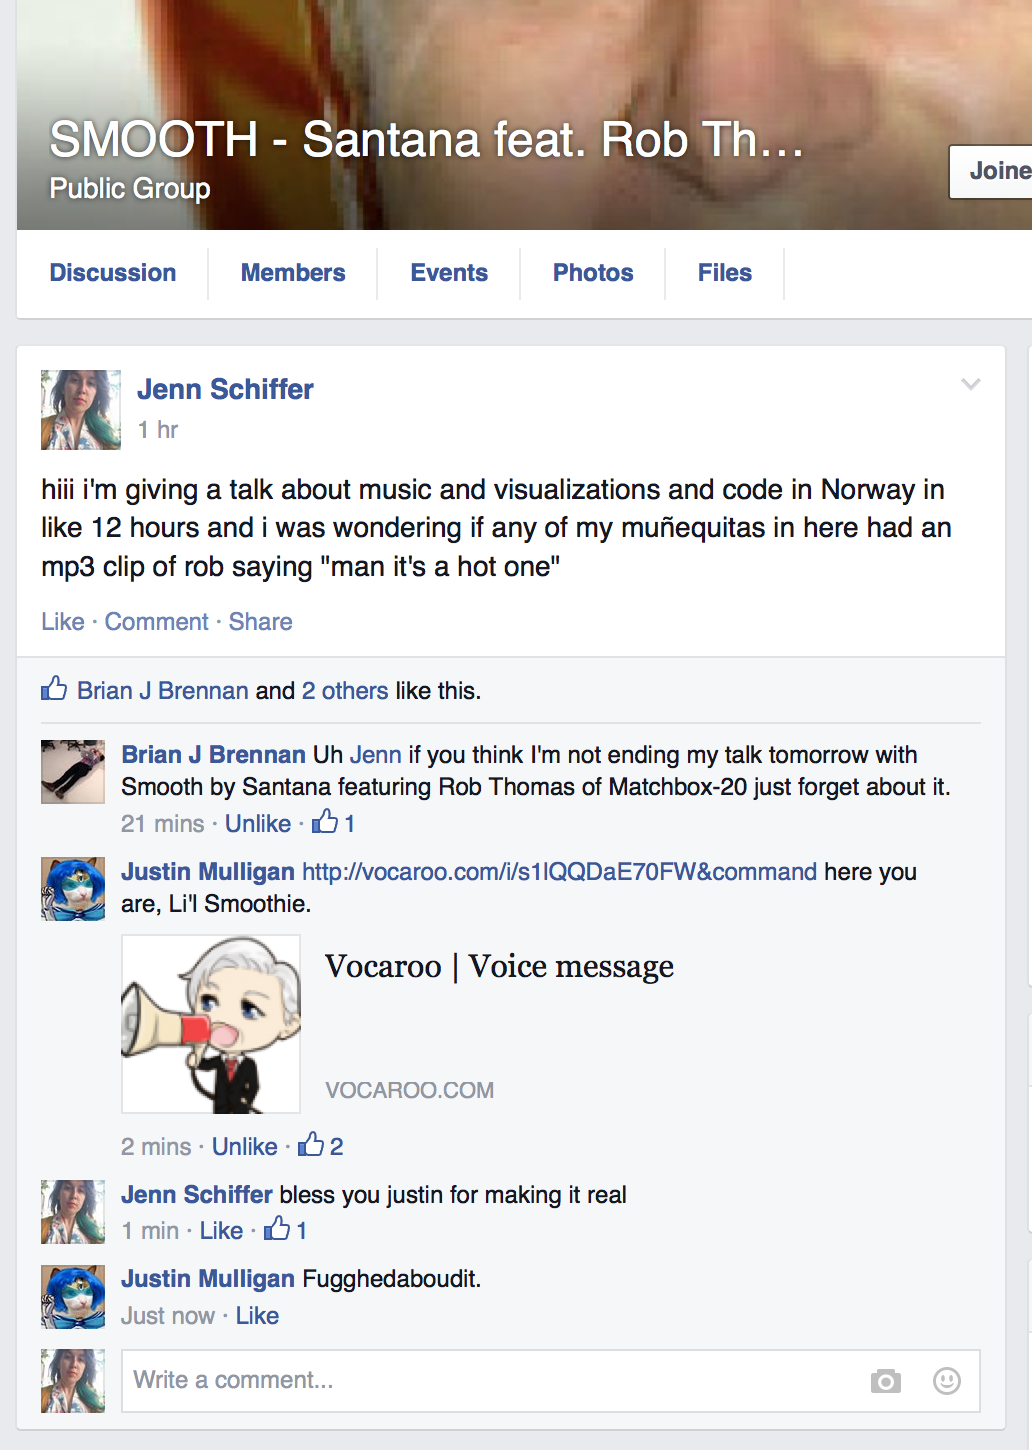 SMOOTH - Santana feat. Rob Th...
Public Group
Joine
Discussion
Members
Events
Photos
Files
Jenn Schiffer
1 hr
hiii i'm giving a talk about music and visualizations and code in Norway in
like 12 hours and i was wondering if any of my muñequitas in here had an
mp3 clip of rob saying "man it's a hot one"
Like · Comment · Share
Brian J Brennan and 2 others like this.
Brian J Brennan Uh Jenn if you think I'm not ending my talk tomorrow with
Smooth by Santana featuring Rob Thomas of Matchbox-20 just forget about it.
21 mins · Unlike · 1
Justin Mulligan http://vocaroo.com/i/s1lQQDaE70FW&command here you
are, Li'l Smoothie.
Vocaroo | Voice message
VOCAROO.COM
2 mins · Unlike · 2
Jenn Schiffer bless you justin for making it real
1 min · Like · 1
Justin Mulligan Fugghedaboudit.
Just now · Like
Write a comment...